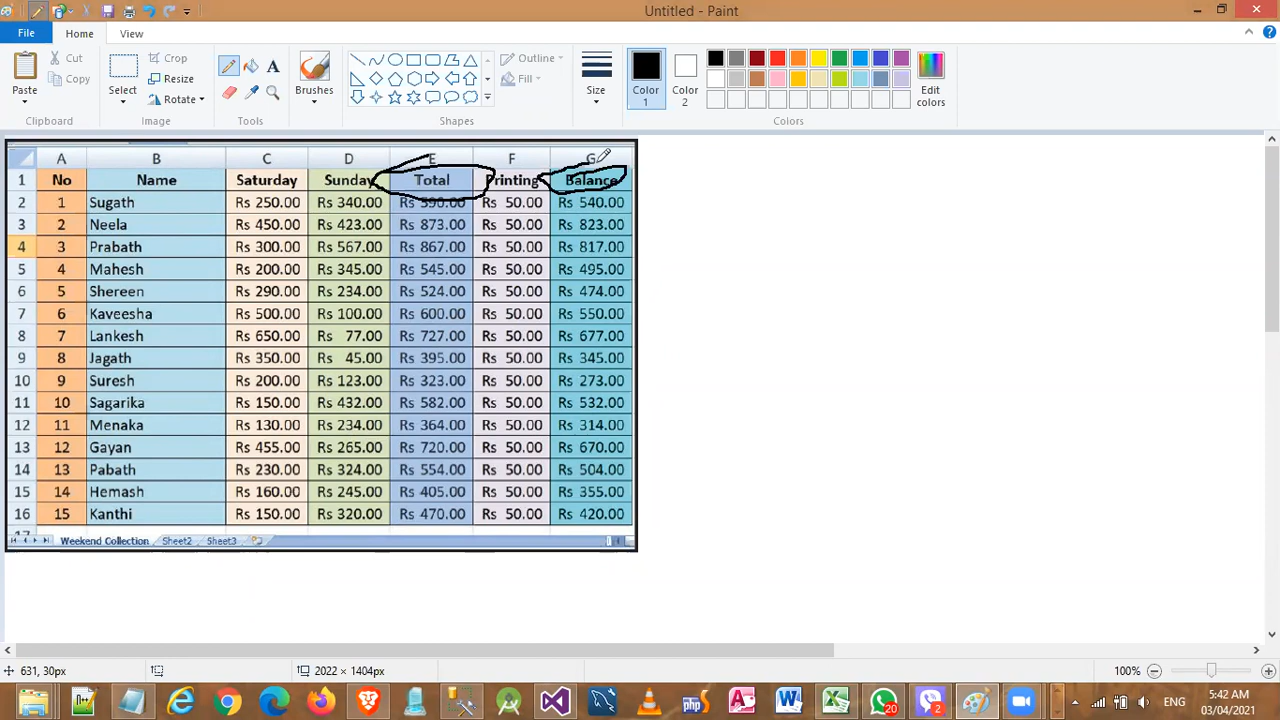 Untitled - Paint
File Home View
Paste
Cut
Copy
Clipboard
Select
Crop
Resize
Rotate
Image
A
Tools
Brushes
Outline
Fill
Shapes
Size
Color 1
Color 2
Edit colors
Colors
A B C D E F G
1 No Name Saturday Sunday Total Printing Balance
2 1 Sugath Rs 250.00 Rs 340.00 Rs 590.00 Rs 50.00 Rs 540.00
3 2 Neela Rs 450.00 Rs 423.00 Rs 873.00 Rs 50.00 Rs 823.00
4 3 Prabath Rs 300.00 Rs 567.00 Rs 867.00 Rs 50.00 Rs 817.00
5 4 Mahesh Rs 200.00 Rs 345.00 Rs 545.00 Rs 50.00 Rs 495.00
6 5 Shereen Rs 290.00 Rs 234.00 Rs 524.00 Rs 50.00 Rs 474.00
7 6 Kaveesha Rs 500.00 Rs 100.00 Rs 600.00 Rs 50.00 Rs 550.00
8 7 Lankesh Rs 650.00 Rs 77.00 Rs 727.00 Rs 50.00 Rs 677.00
9 8 Jagath Rs 350.00 Rs 45.00 Rs 395.00 Rs 50.00 Rs 345.00
10 9 Suresh Rs 200.00 Rs 123.00 Rs 323.00 Rs 50.00 Rs 273.00
11 10 Sagarika Rs 150.00 Rs 432.00 Rs 582.00 Rs 50.00 Rs 532.00
12 11 Menaka Rs 130.00 Rs 234.00 Rs 364.00 Rs 50.00 Rs 314.00
13 12 Gayan Rs 455.00 Rs 265.00 Rs 720.00 Rs 50.00 Rs 670.00
14 13 Pabath Rs 230.00 Rs 324.00 Rs 554.00 Rs 50.00 Rs 504.00
15 14 Hemash Rs 160.00 Rs 245.00 Rs 405.00 Rs 50.00 Rs 355.00
16 15 Kanthi Rs 150.00 Rs 320.00 Rs 470.00 Rs 50.00 Rs 420.00
17
Weekend Collection Sheet2 Sheet3
631, 30px 2022 × 1404px 100%
php W 20 2 ENG 5:42 AM
03/04/2021